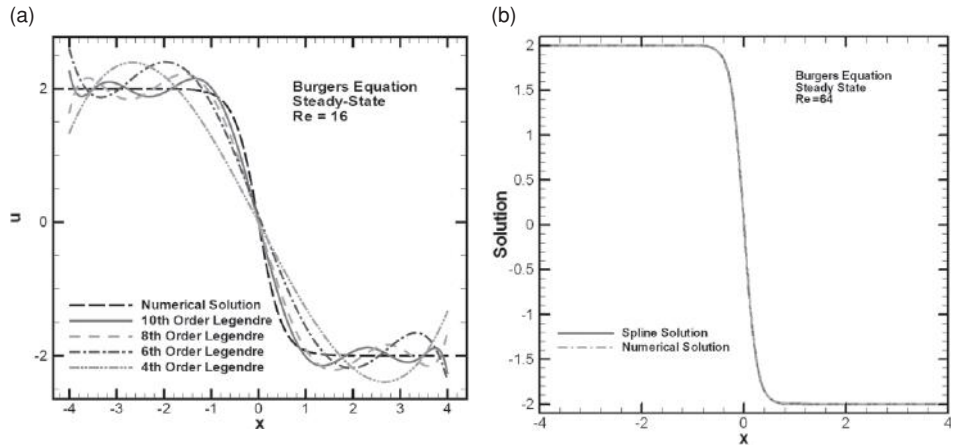 (a)
2
0
-2
u
-4
-3
-2
-1
0
1
2
3
4
x
Burgers Equation
Steady-State
Re = 16
Numerical Solution
10th Order Legendre
8th Order Legendre
6th Order Legendre
4th Order Legendre
(b)
2
1.5
1
0.5
0
-0.5
-1
-1.5
-2
Solution
-4
-2
0
2
4
x
Burgers Equation
Steady State
Re =64
Spline Solution
Numerical Solution